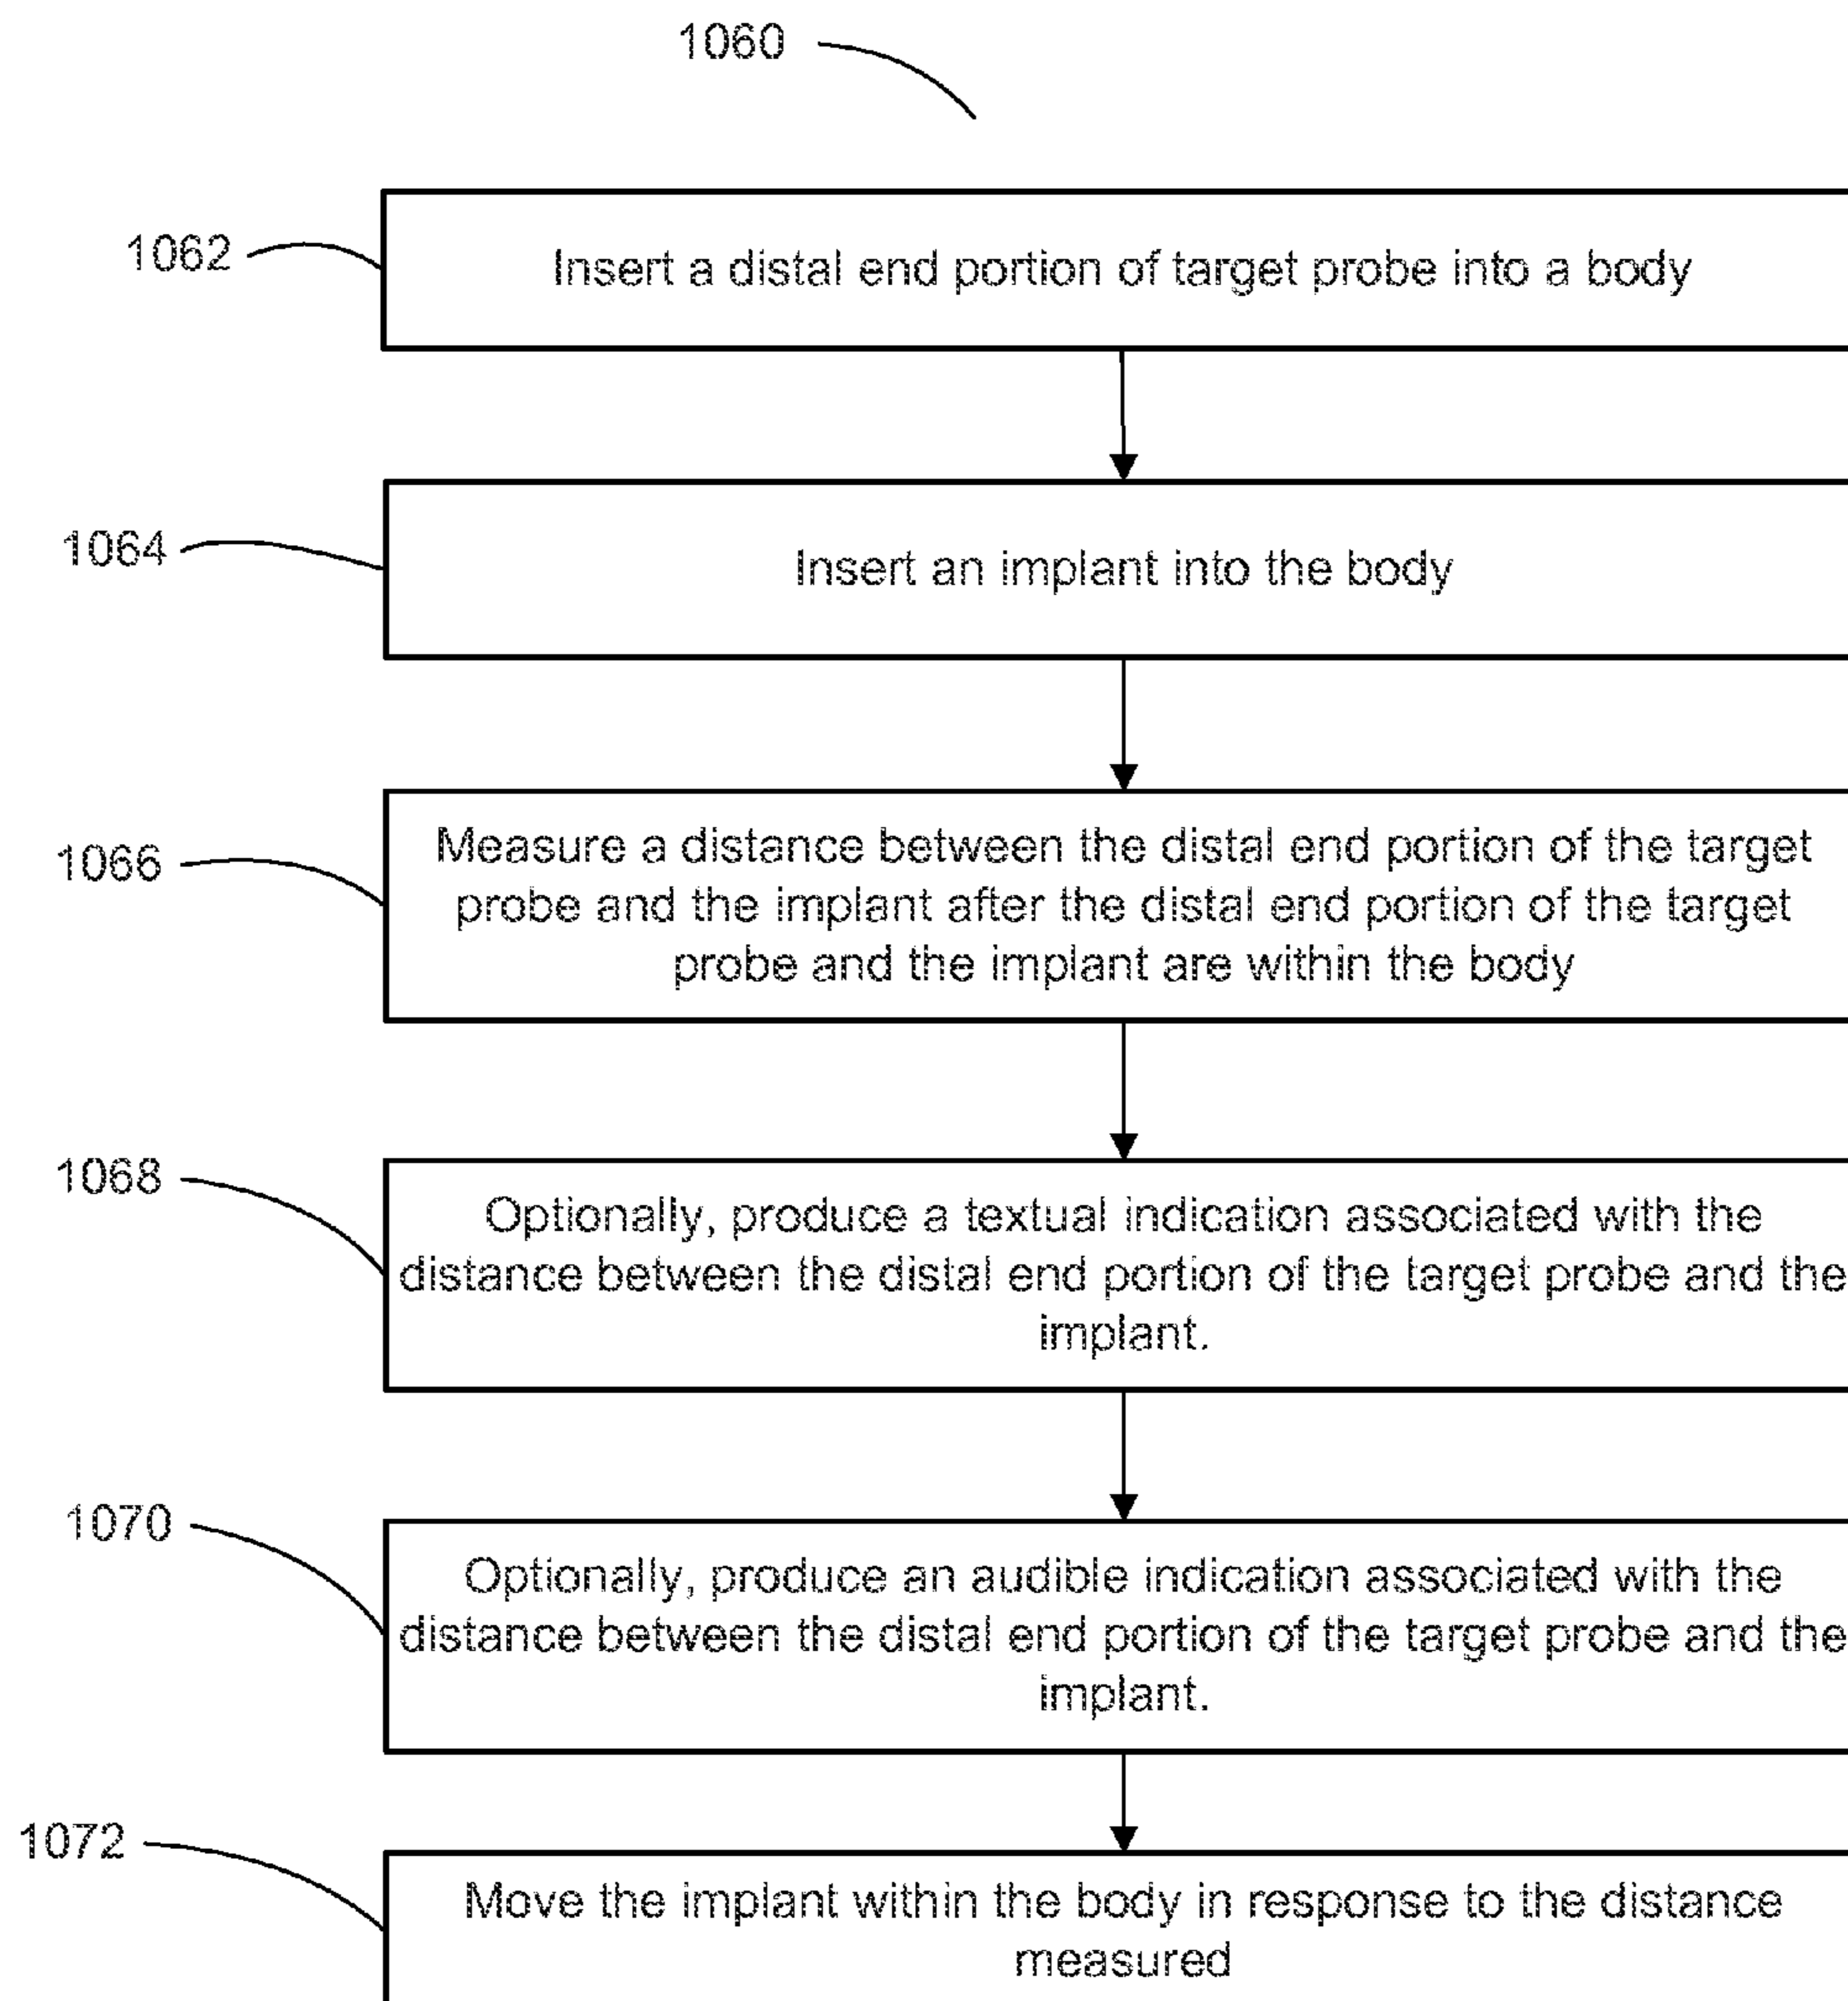 1060
1062
Insert a distal end portion of target probe into a body
1064
Insert an implant into the body
1066
Measure a distance between the distal end portion of the target
probe and the implant after the distal end portion of the target
probe and the implant are within the body
1068
Optionally, produce a textual indication associated with the
distance between the distal end portion of the target probe and the
implant.
1070
Optionally, produce an audible indication associated with the
distance between the distal end portion of the target probe and the
implant.
1072
Move the implant within the body in response to the distance
measured